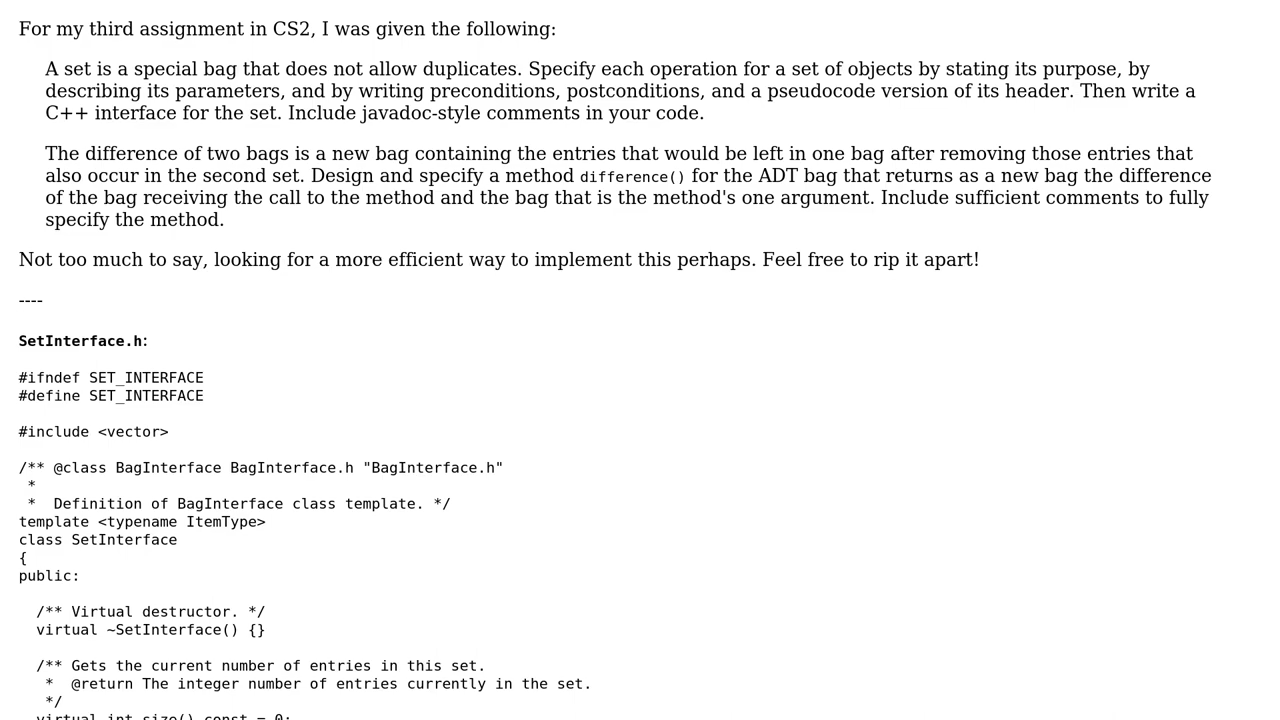 For my third assignment in CS2, I was given the following:
A set is a special bag that does not allow duplicates. Specify each operation for a set of objects by stating its purpose, by
describing its parameters, and by writing preconditions, postconditions, and a pseudocode version of its header. Then write a
C++ interface for the set. Include javadoc-style comments in your code.
The difference of two bags is a new bag containing the entries that would be left in one bag after removing those entries that
also occur in the second set. Design and specify a method difference() for the ADT bag that returns as a new bag the difference
of the bag receiving the call to the method and the bag that is the method's one argument. Include sufficient comments to fully
specify the method.
Not too much to say, looking for a more efficient way to implement this perhaps. Feel free to rip it apart!
----
SetInterface.h:
#ifndef SET_INTERFACE
#define SET_INTERFACE
#include <vector>
/** @class BagInterface BagInterface.h "BagInterface.h"
 *
 *  Definition of BagInterface class template. */
template <typename ItemType>
class SetInterface
{
public:
  /** Virtual destructor. */
  virtual ~SetInterface() {}
  /** Gets the current number of entries in this set.
   *  @return The integer number of entries currently in the set.
   */
  virtual int size() const = 0;